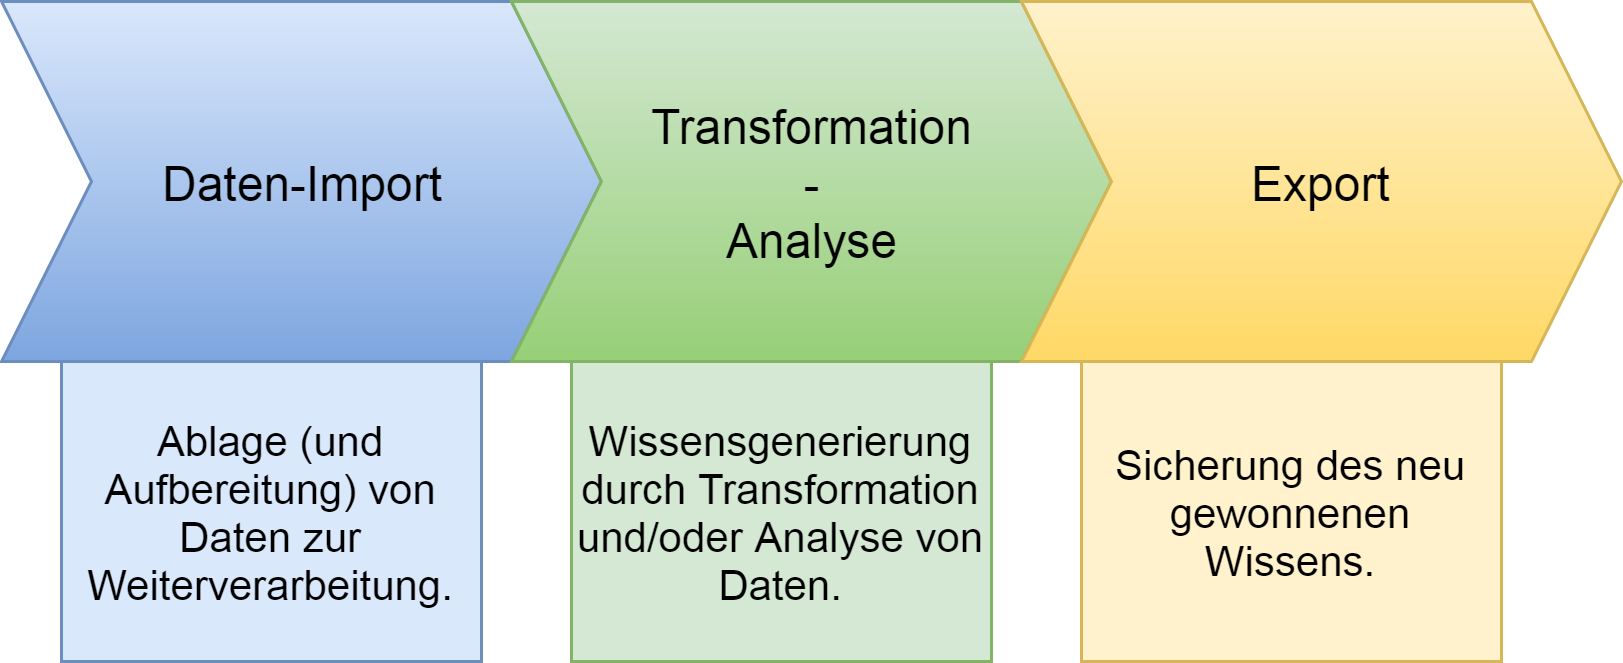 Daten-Import
Transformation
-
Analyse
Export
Ablage (und
Aufbereitung) von
Daten zur
Weiterverarbeitung.
Wissensgenerierung
durch Transformation
und/oder Analyse von
Daten.
Sicherung des neu
gewonnenen
Wissens.